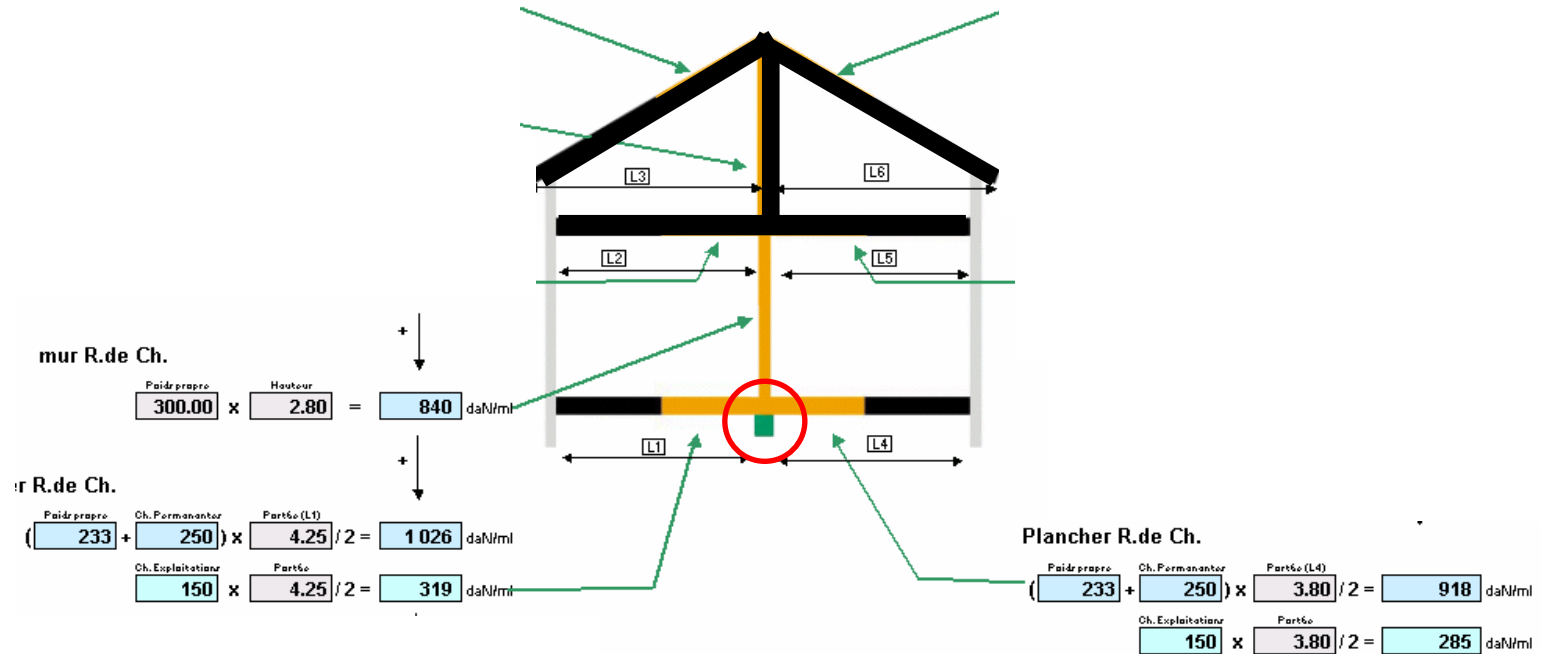 L3
L6
L2
L5
+
mur R.de Ch.
Poids propre Hauteur
300.00 x 2.80 = 840 daN/ml
L1
L4
+
r R.de Ch.
Poids propre Ch. Permanantes Portée (L1)
( 233 + 250 ) x 4.25 / 2 = 1 026 daN/ml
Ch. Exploitations Portée
150 x 4.25 / 2 = 319 daN/ml
Plancher R.de Ch.
Poids propre Ch. Permanantes Portée (L4)
( 233 + 250 ) x 3.80 / 2 = 918 daN/ml
Ch. Exploitations Portée
150 x 3.80 / 2 = 285 daN/ml